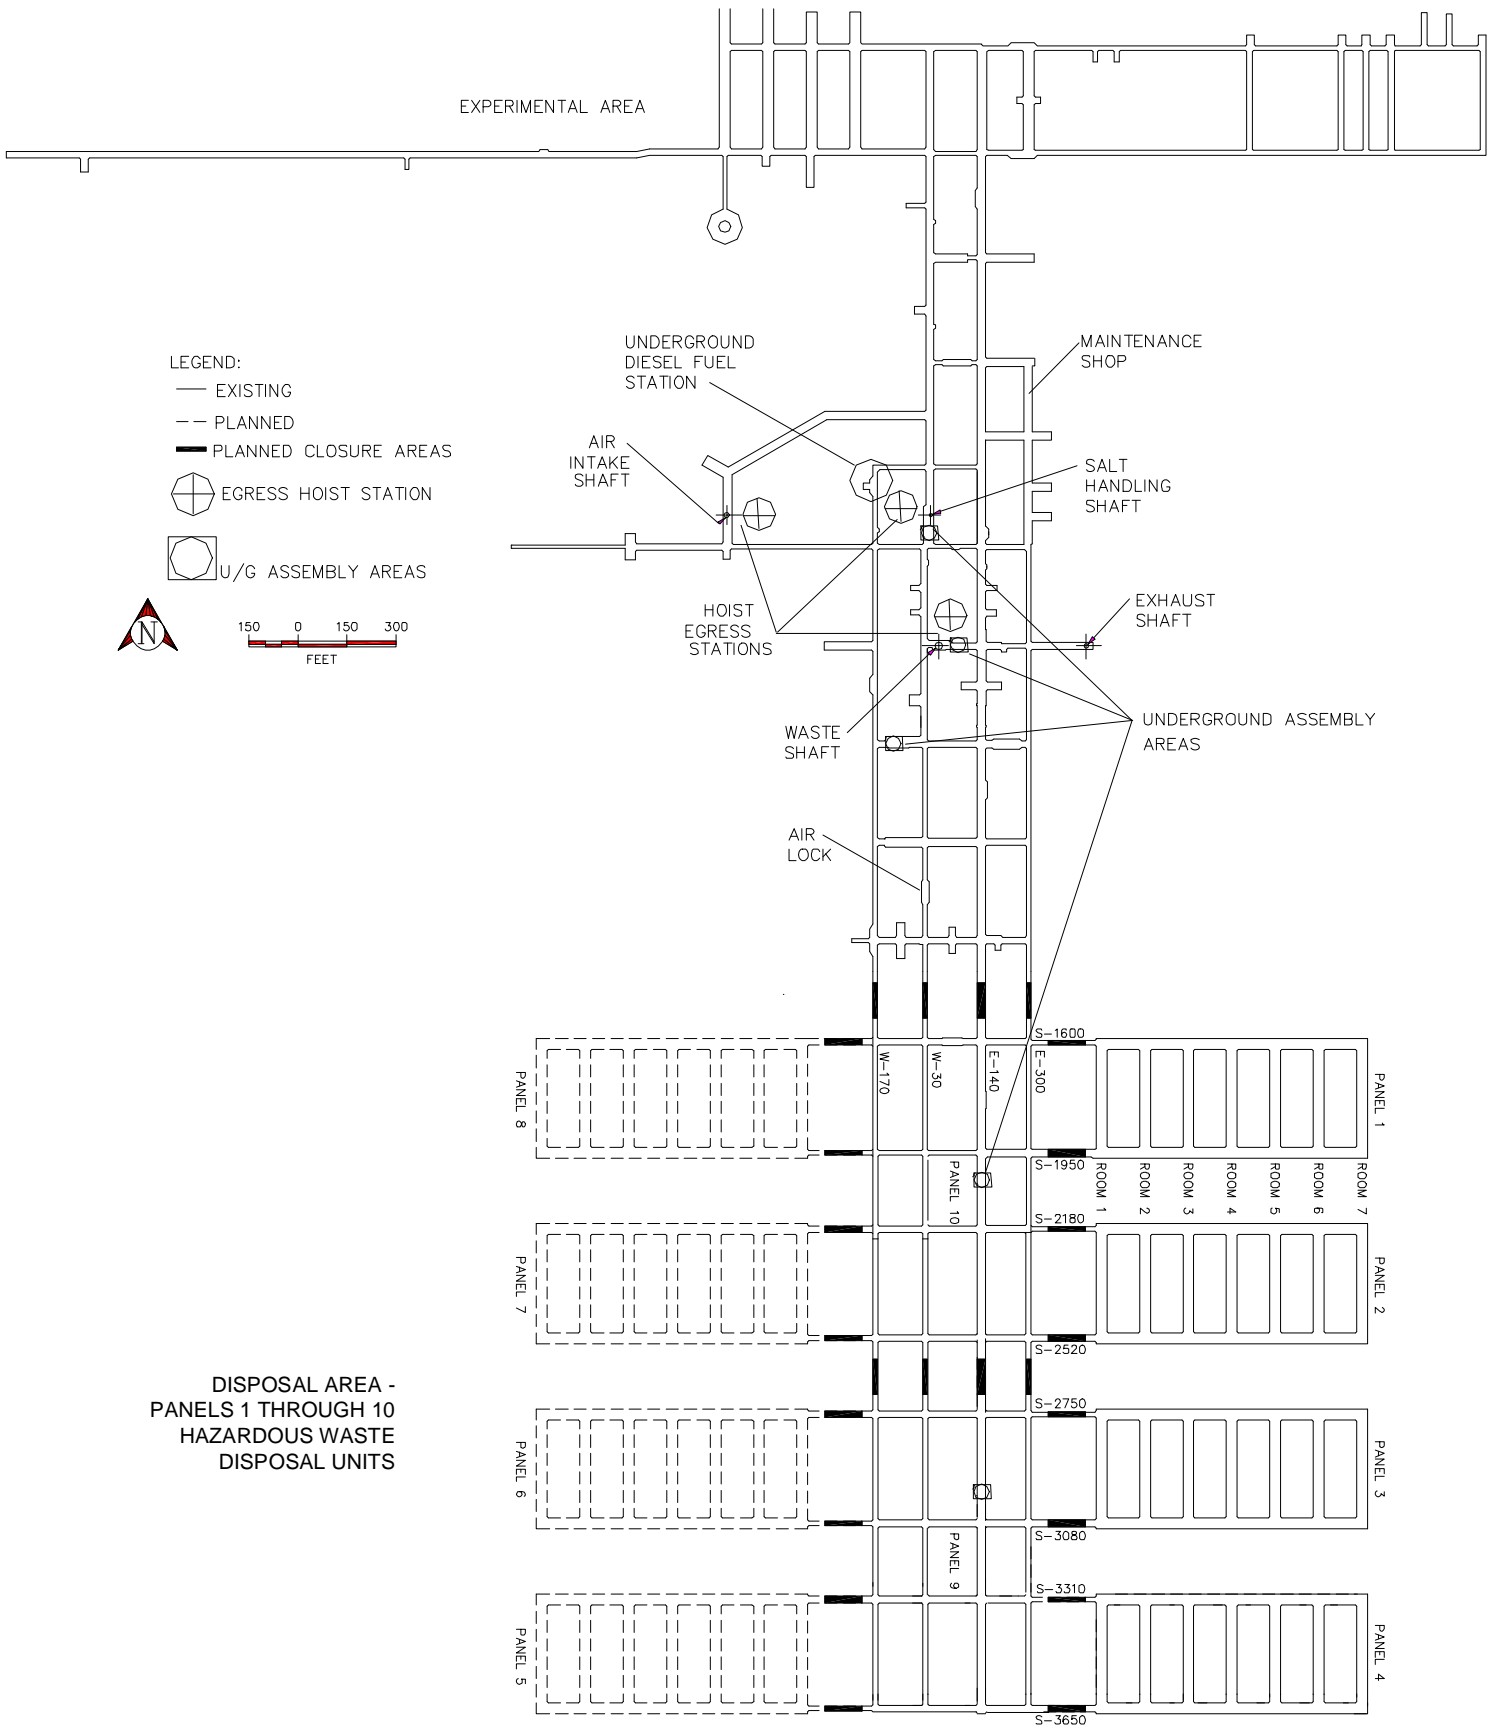 EXPERIMENTAL AREA
UNDERGROUND
DIESEL FUEL
STATION
MAINTENANCE
SHOP
LEGEND:
EXISTING
PLANNED
PLANNED CLOSURE AREAS
EGRESS HOIST STATION
U/G ASSEMBLY AREAS
AIR
INTAKE
SHAFT
SALT
HANDLING
SHAFT
N
150 0 150 300
FEET
HOIST
EGRESS
STATIONS
EXHAUST
SHAFT
WASTE
SHAFT
UNDERGROUND ASSEMBLY
AREAS
AIR
LOCK
S-1600
W-170
W-30
E-140
E-300
PANEL 8
PANEL 1
S-1950
PANEL 10
ROOM 1
ROOM 2
ROOM 3
ROOM 4
ROOM 5
ROOM 6
ROOM 7
S-2180
PANEL 7
PANEL 2
S-2520
DISPOSAL AREA -
PANELS 1 THROUGH 10
HAZARDOUS WASTE
DISPOSAL UNITS
S-2750
PANEL 6
PANEL 3
S-3080
PANEL 9
S-3310
PANEL 5
PANEL 4
S-3650